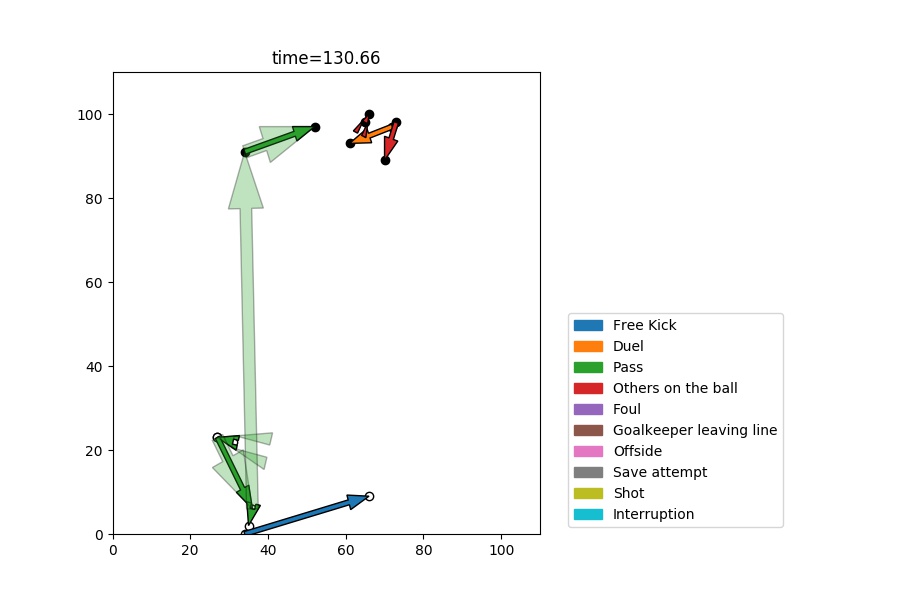 time=130.66
100
80
60
40
20
0
0 20 40 60 80 100
Free Kick
Duel
Pass
Others on the ball
Foul
Goalkeeper leaving line
Offside
Save attempt
Shot
Interruption